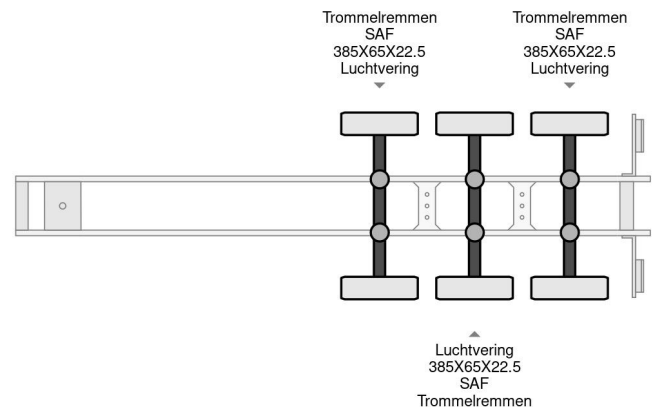 Trommelremmen
SAF
385X65X22.5
Luchtvering
Trommelremmen
SAF
385X65X22.5
Luchtvering
Luchtvering
385X65X22.5
SAF
Trommelremmen